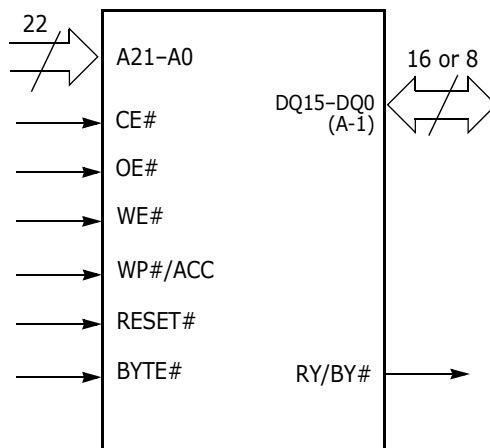 22
A21–A0
16 or 8
DQ15–DQ0
(A-1)
CE#
OE#
WE#
WP#/ACC
RESET#
BYTE#
RY/BY#